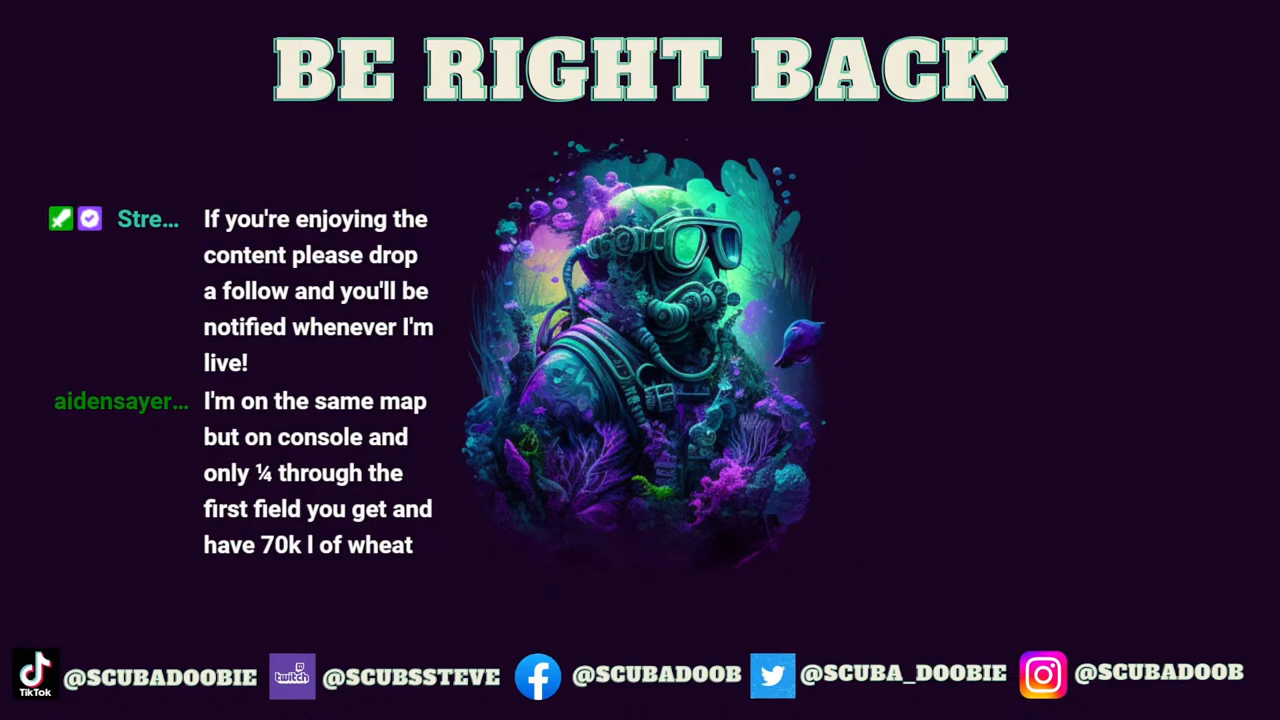 BE RIGHT BACK
Stre... If you're enjoying the
content please drop
a follow and you'll be
notified whenever I'm
live!
aidensayer... I'm on the same map
but on console and
only ¼ through the
first field you get and
have 70k l of wheat
TikTok @SCUBADOOBIE twitch @SCUBSSTEVE @SCUBADOOB @SCUBA_DOOBIE @SCUBADOOB